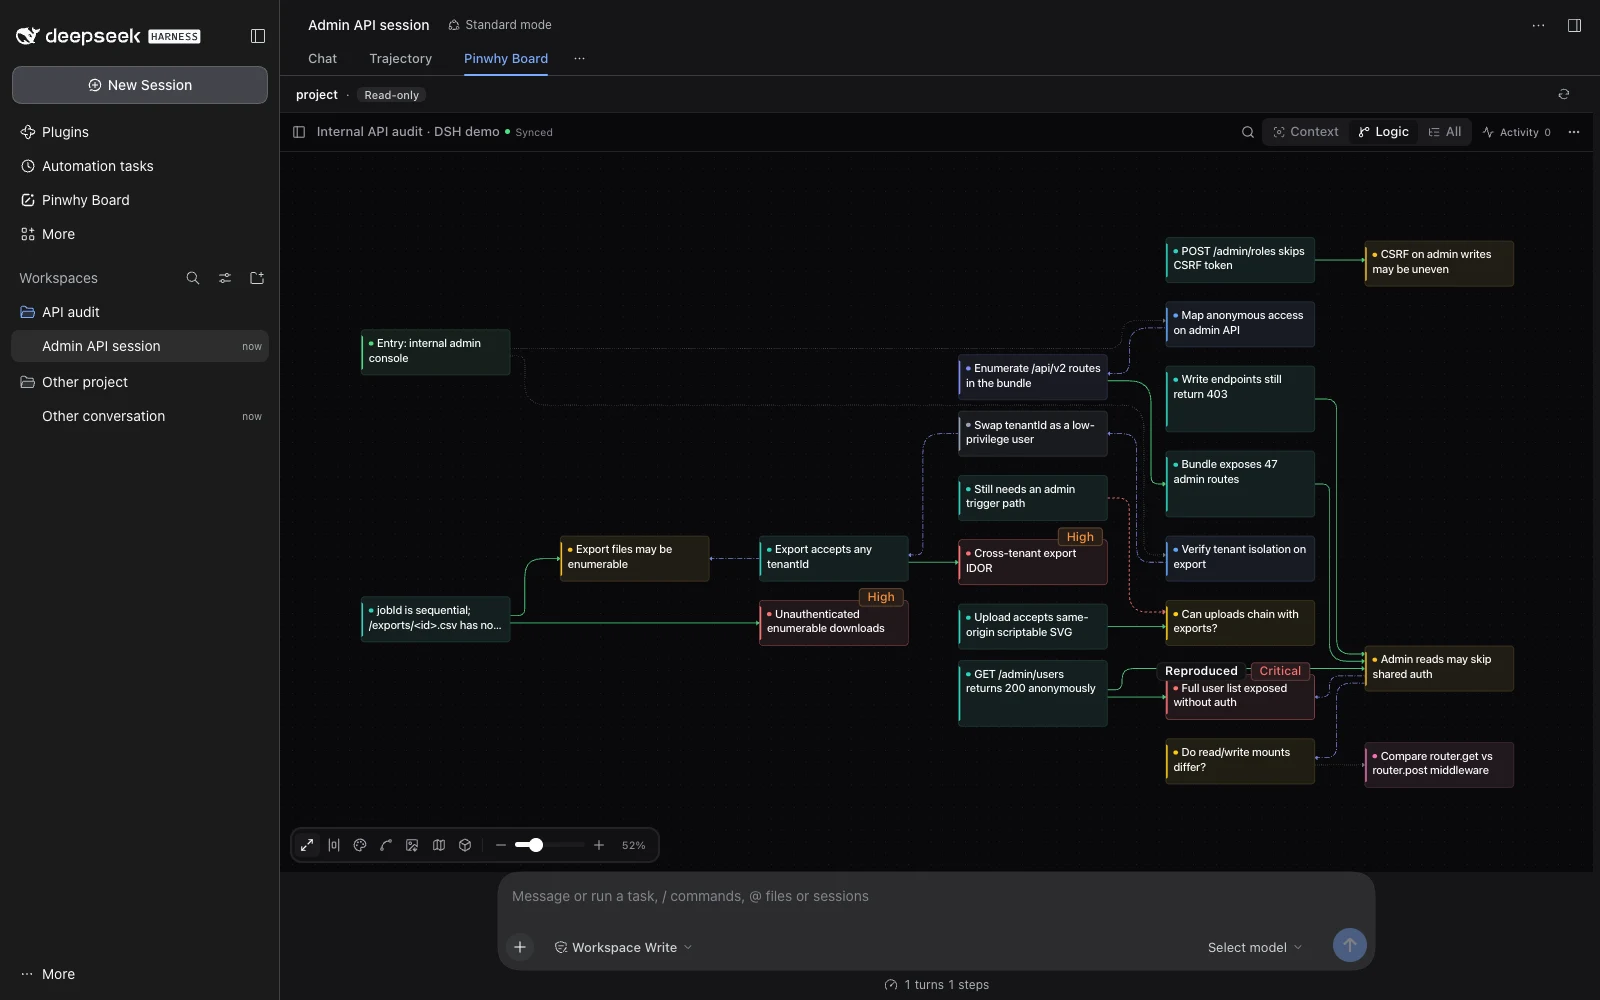 deepseek HARNESS
New Session
Plugins
Automation tasks
Pinwhy Board
More
Workspaces
API audit
Admin API session now
Other project
Other conversation now
More
Admin API session Standard mode
Chat Trajectory Pinwhy Board
project · Read-only
Internal API audit · DSH demo Synced
Context Logic All Activity 0
Entry: internal admin
console
jobId is sequential;
/exports/<id>.csv has no...
Export files may be
enumerable
Export accepts any
tenantId
High
Unauthenticated
enumerable downloads
Enumerate /api/v2 routes
in the bundle
Swap tenantId as a low-
privilege user
Still needs an admin
trigger path
High
Cross-tenant export
IDOR
Upload accepts same-
origin scriptable SVG
GET /admin/users
returns 200 anonymously
POST /admin/roles skips
CSRF token
Map anonymous access
on admin API
Write endpoints still
return 403
Bundle exposes 47
admin routes
Verify tenant isolation on
export
Can uploads chain with
exports?
Reproduced Critical
Full user list exposed
without auth
Do read/write mounts
differ?
CSRF on admin writes
may be uneven
Admin reads may skip
shared auth
Compare router.get vs
router.post middleware
52%
Message or run a task, / commands, @ files or sessions
Workspace Write
Select model
1 turns 1 steps